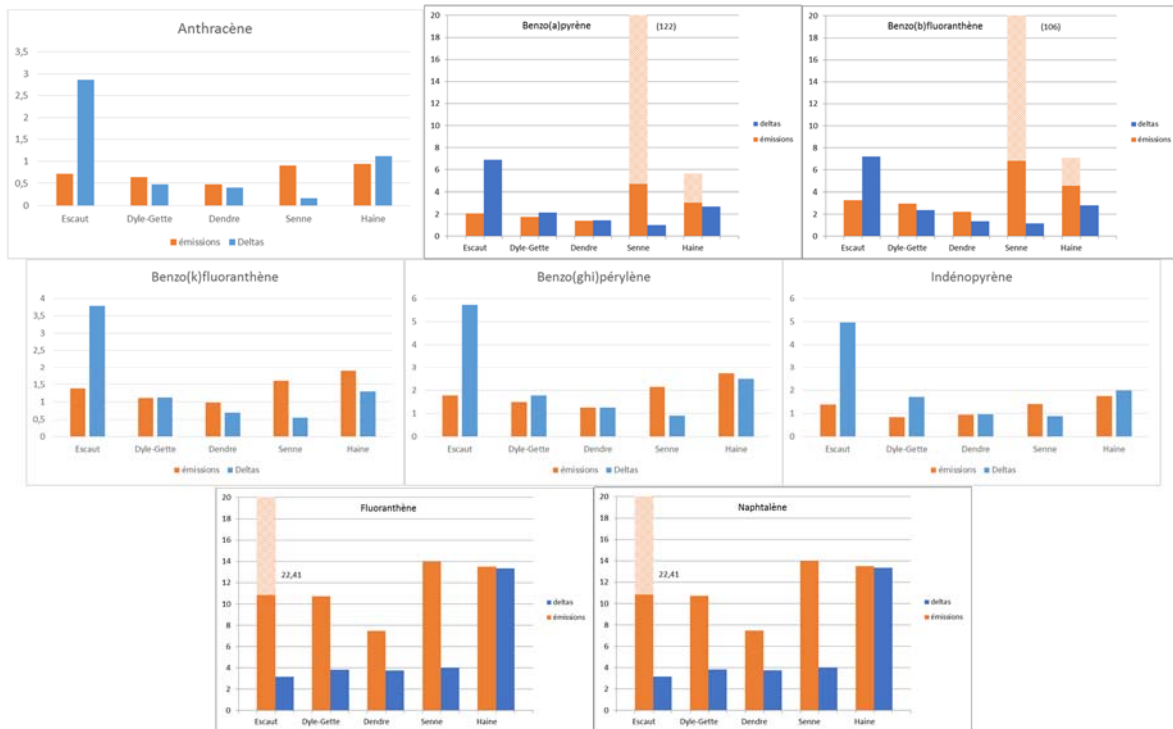 Anthracène
3,5
3
2,5
2
1,5
1
0,5
0
Escaut Dyle-Gette Dendre Senne Haine
émissions Deltas
Benzo(a)pyrène
(122)
20
18
16
14
12
10
8
6
4
2
0
deltas
émissions
Escaut Dyle-Gette Dendre Senne Haine
Benzo(b)fluoranthène
(106)
20
18
16
14
12
10
8
6
4
2
0
deltas
émissions
Escaut Dyle-Gette Dendre Senne Haine
Benzo(k)fluoranthène
4
3,5
3
2,5
2
1,5
1
0,5
0
Escaut Dyle-Gette Dendre Senne Haine
émissions Deltas
Benzo(ghi)pérylène
6
5
4
3
2
1
0
Escaut Dyle-Gette Dendre Senne Haine
émissions Deltas
Indénopyrène
6
5
4
3
2
1
0
Escaut Dyle-Gette Dendre Senne Haine
émissions Deltas
Fluoranthène
20
18
16
14
12
10
8
6
4
2
0
22,41
deltas
émissions
Escaut Dyle-Gette Dendre Senne Haine
Naphtalène
20
18
16
14
12
10
8
6
4
2
0
22,41
deltas
émissions
Escaut Dyle-Gette Dendre Senne Haine